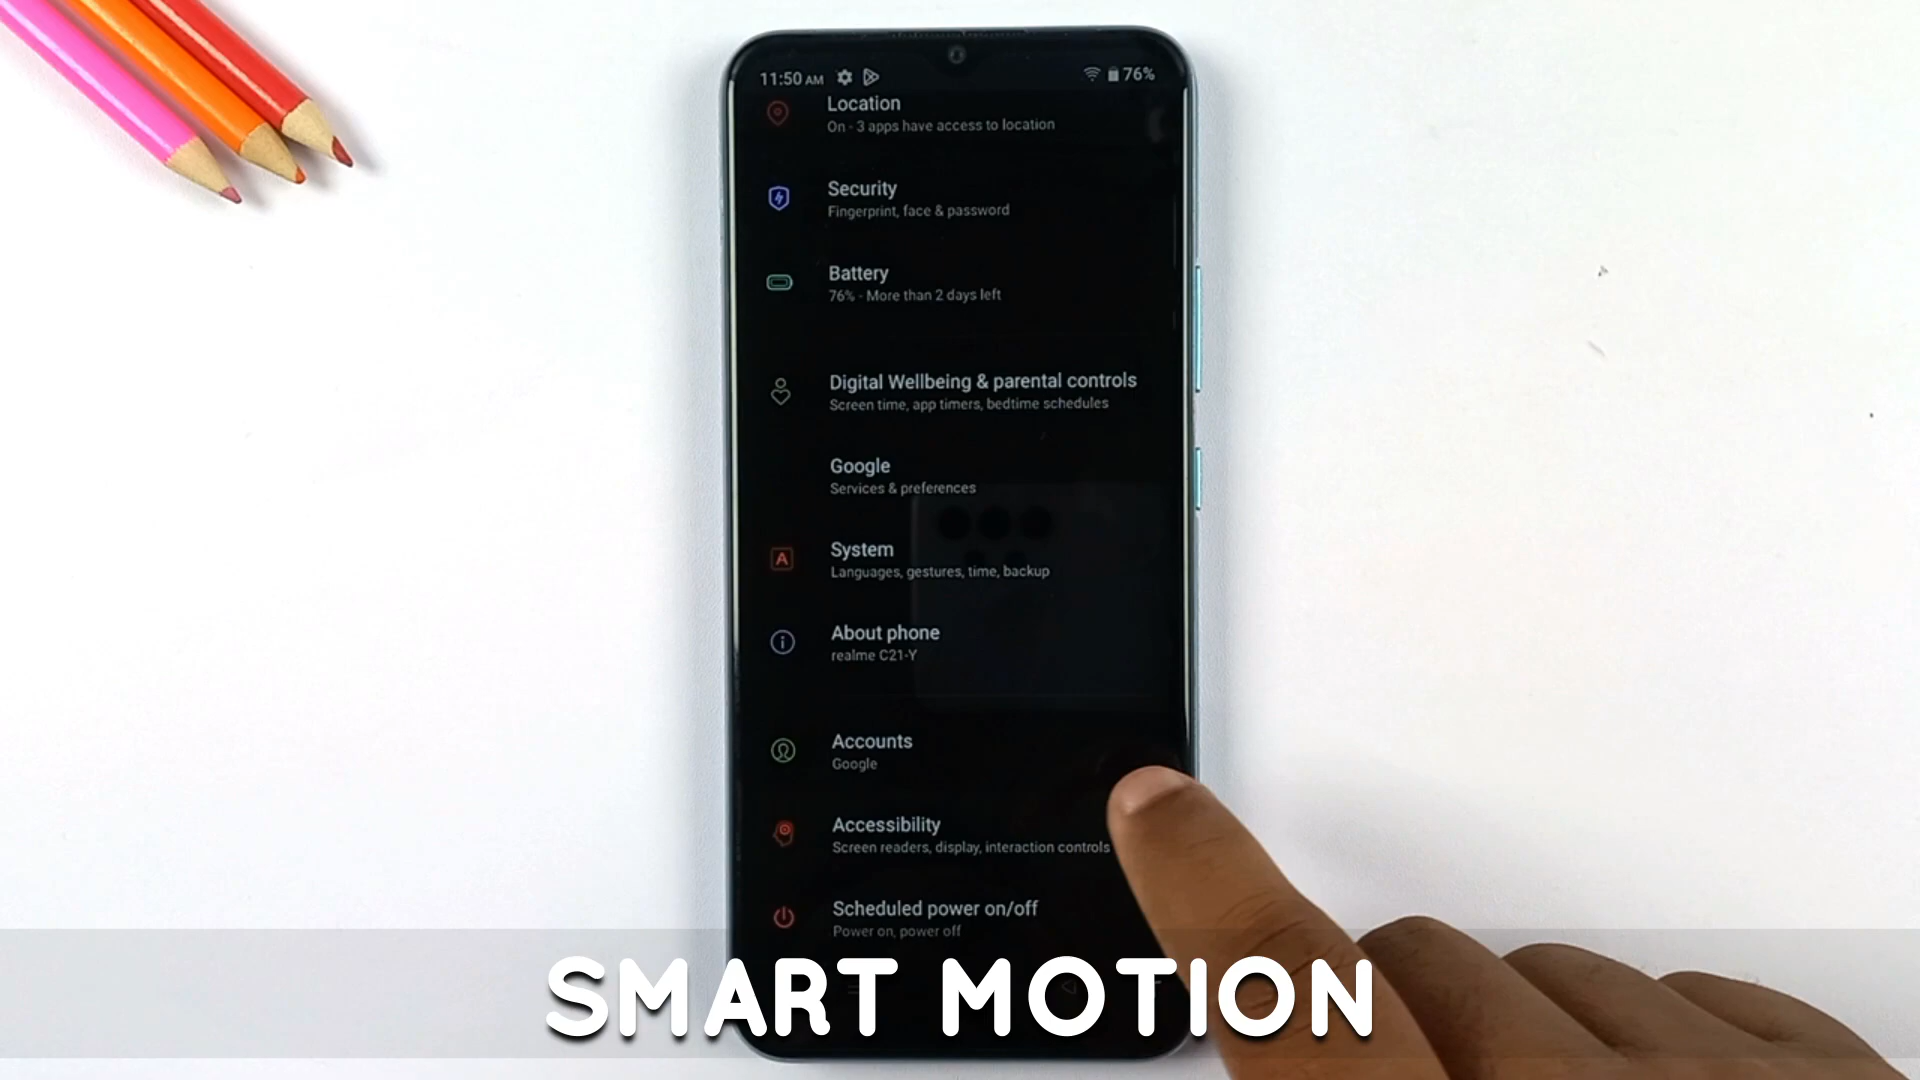 11:50 AM
76%
Location
On - 3 apps have access to location
Security
Fingerprint, face & password
Battery
76% - More than 2 days left
Digital Wellbeing & parental controls
Screen time, app timers, bedtime schedules
Google
Services & preferences
A
System
Languages, gestures, time, backup
About phone
realme C21-Y
Accounts
Google
Accessibility
Screen readers, display, interaction controls
Scheduled power on/off
Power on, power off
SMART MOTION